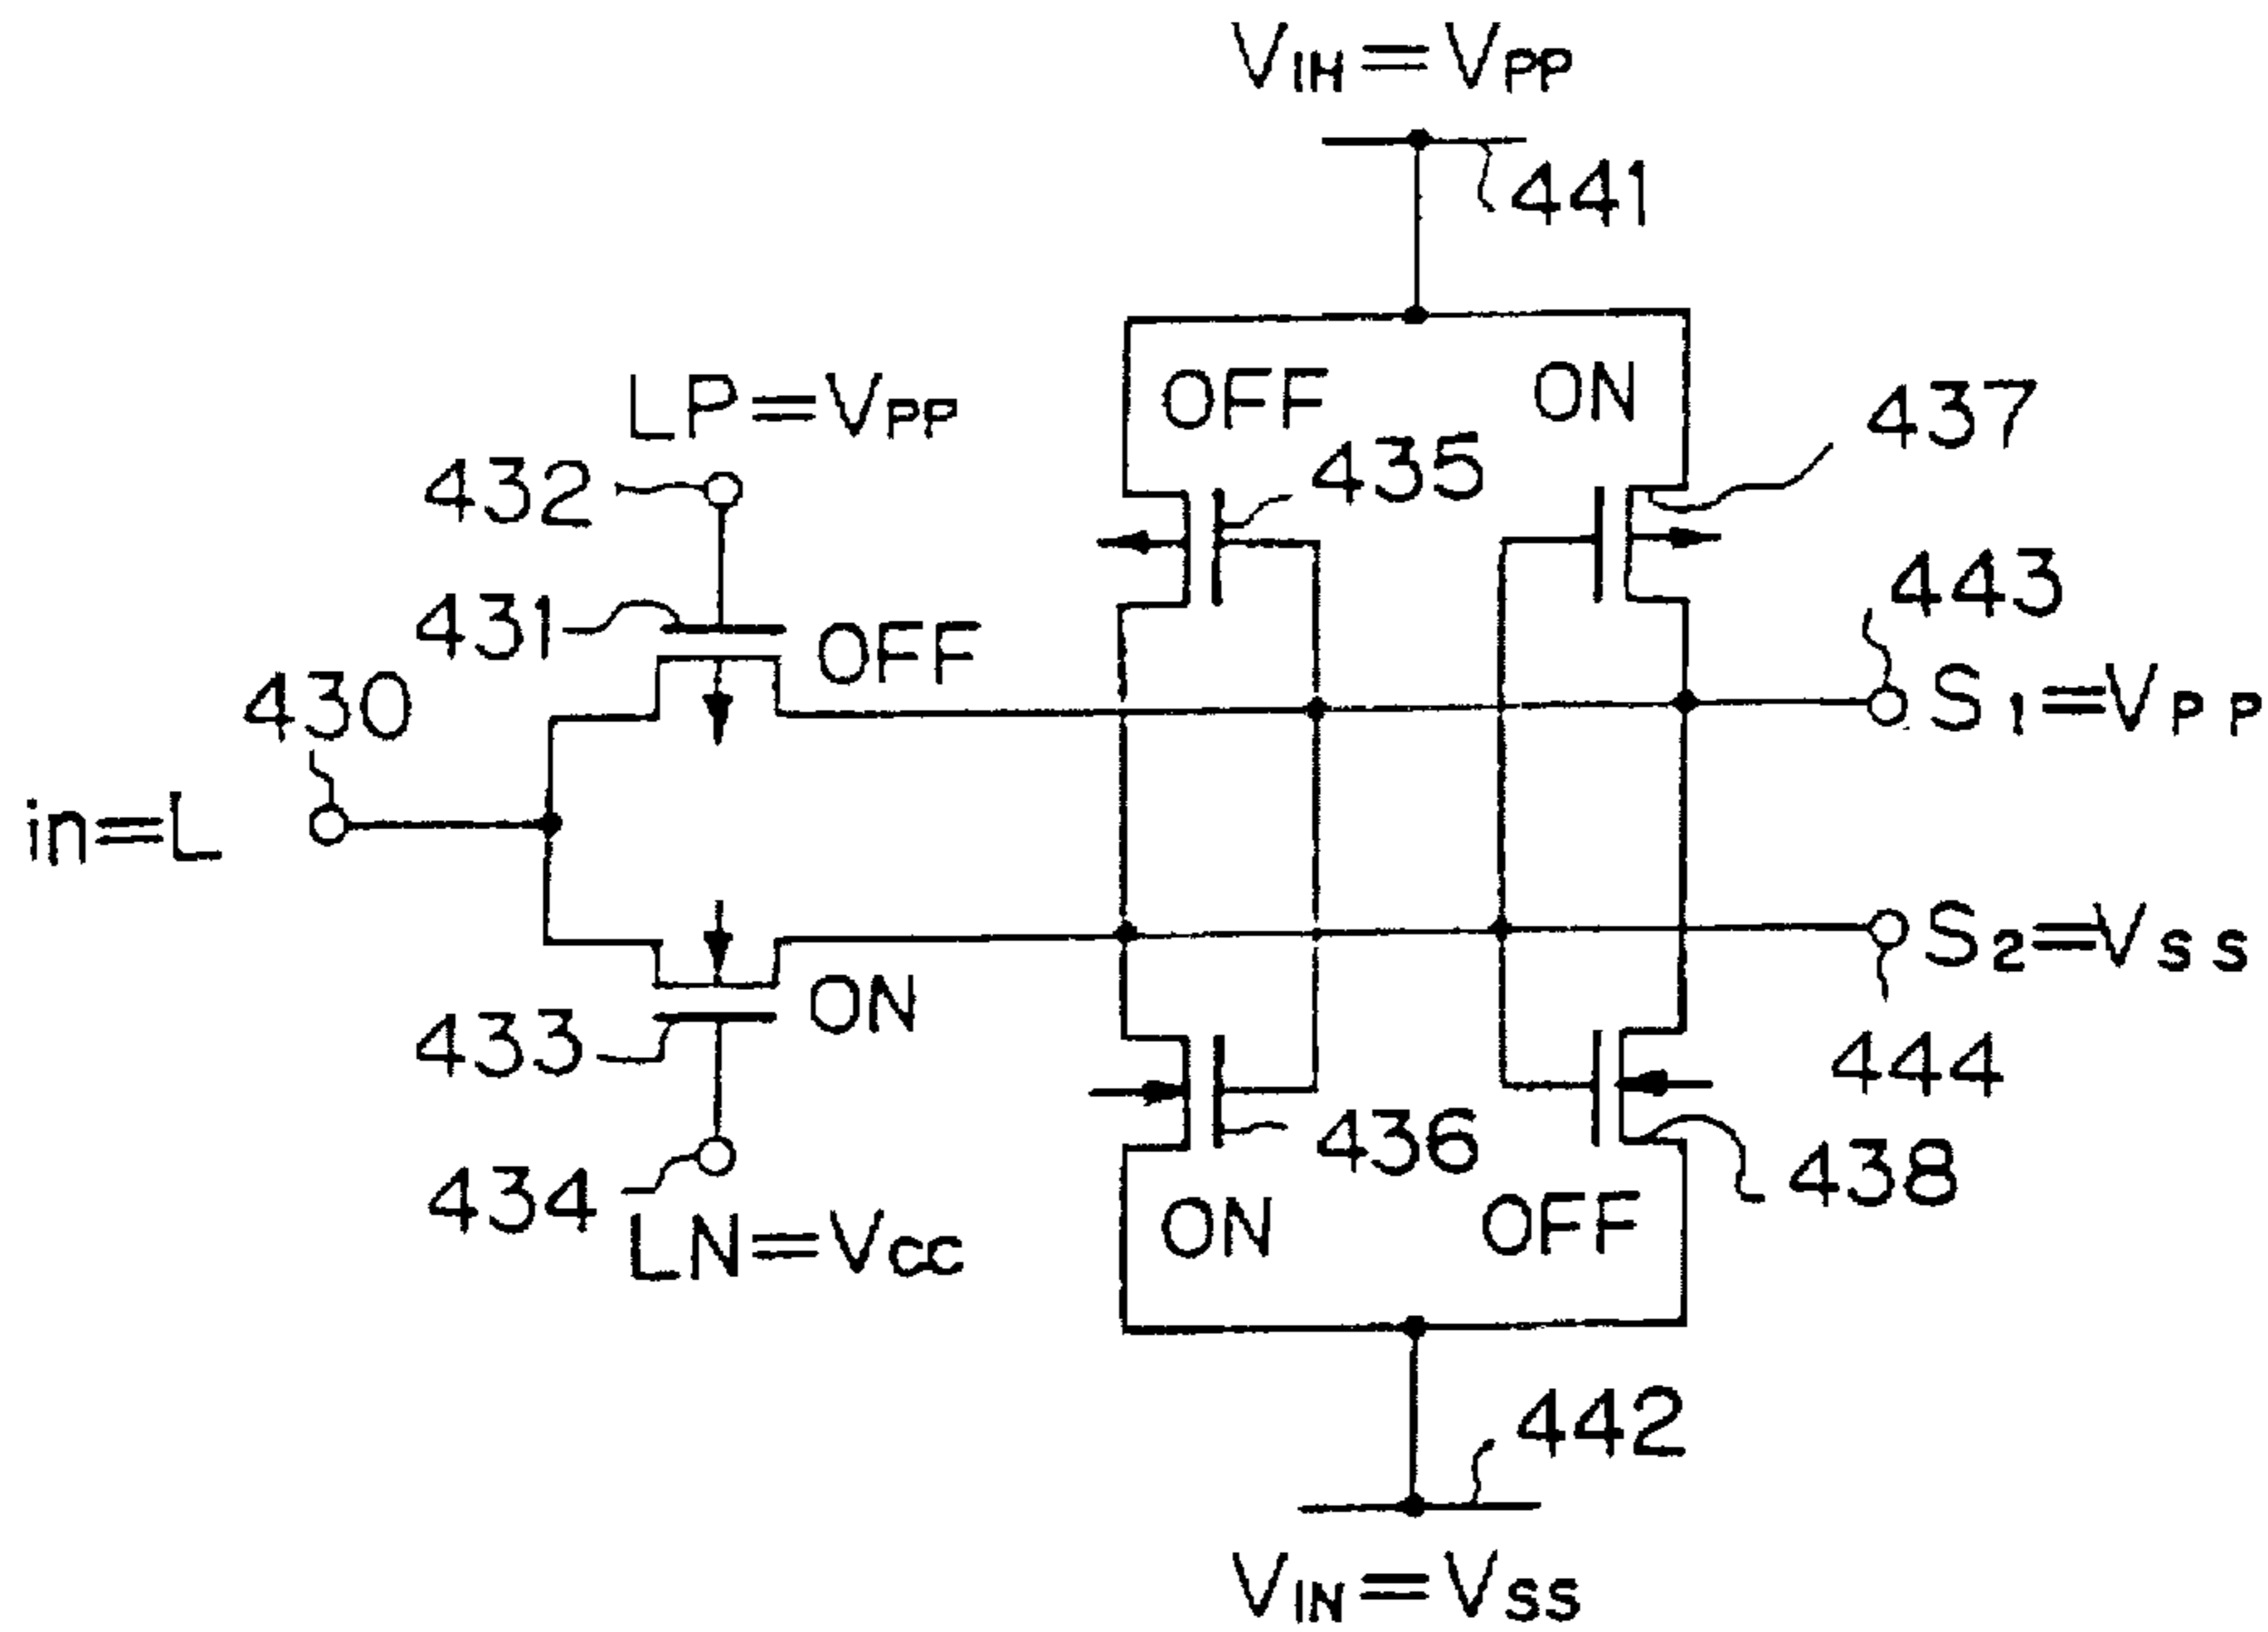 VIH=VPP
441
OFF
ON
437
LP=VPP
435
432
443
431
OFF
430
S1=VPP
in=L
S2=VSS
ON
433
444
436
438
434
ON
OFF
LN=VCC
442
VIN=VSS